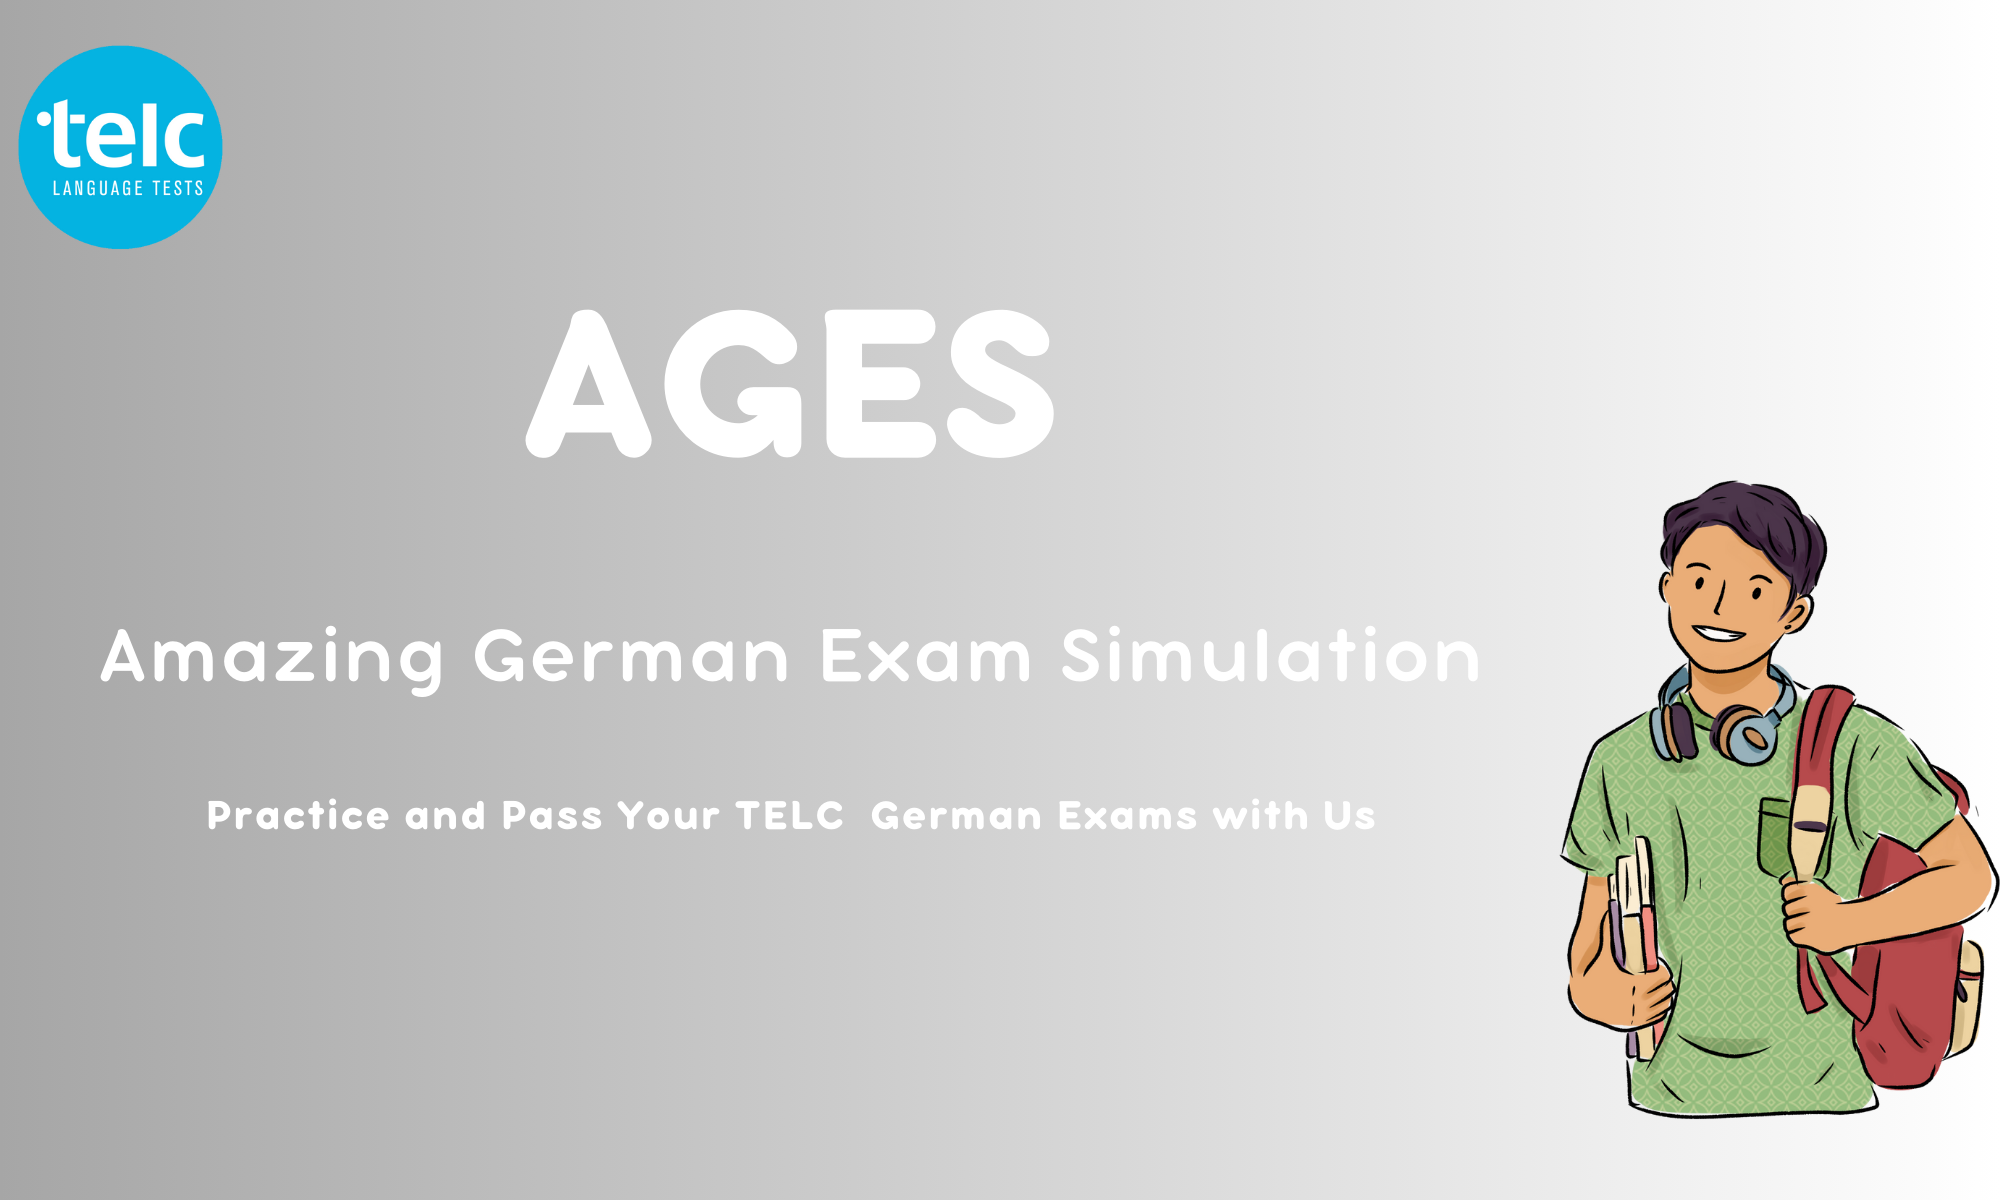 telc
LANGUAGE TESTS
AGES
Amazing German Exam Simulation
Practice and Pass Your TELC German Exams with Us